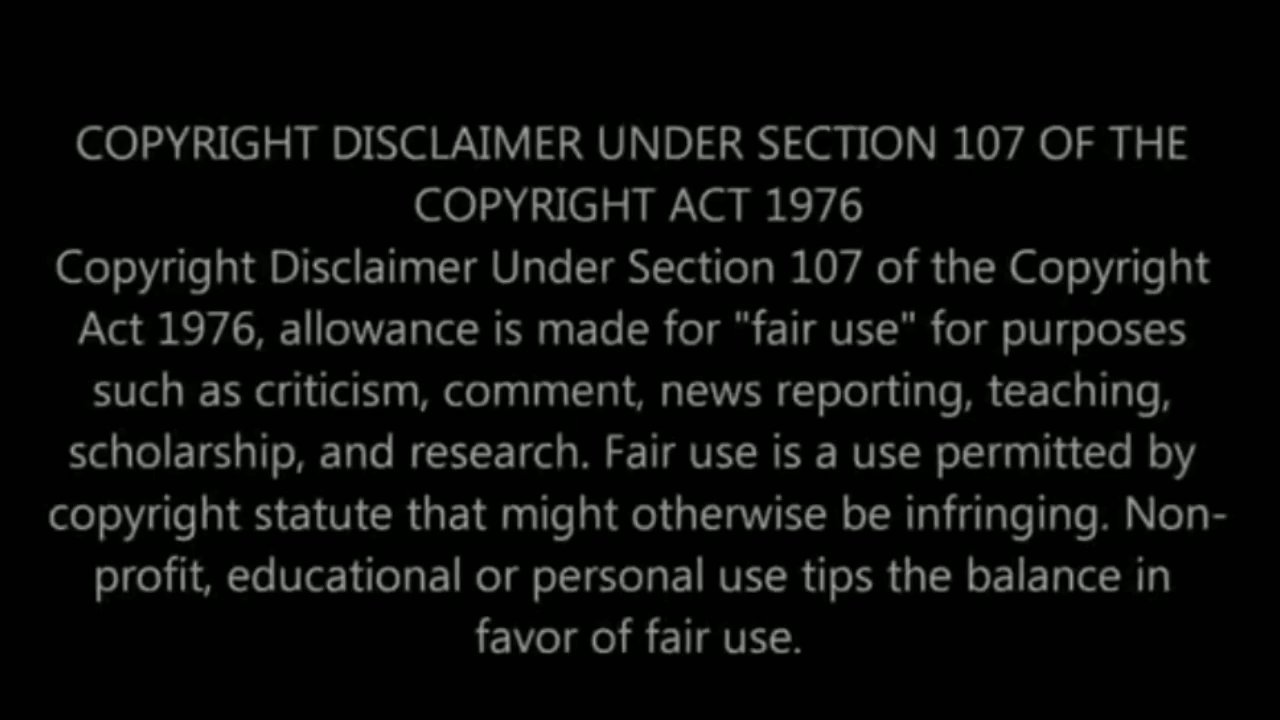 COPYRIGHT DISCLAIMER UNDER SECTION 107 OF THE
COPYRIGHT ACT 1976
Copyright Disclaimer Under Section 107 of the Copyright
Act 1976, allowance is made for "fair use" for purposes
such as criticism, comment, news reporting, teaching,
scholarship, and research. Fair use is a use permitted by
copyright statute that might otherwise be infringing. Non-
profit, educational or personal use tips the balance in
favor of fair use.